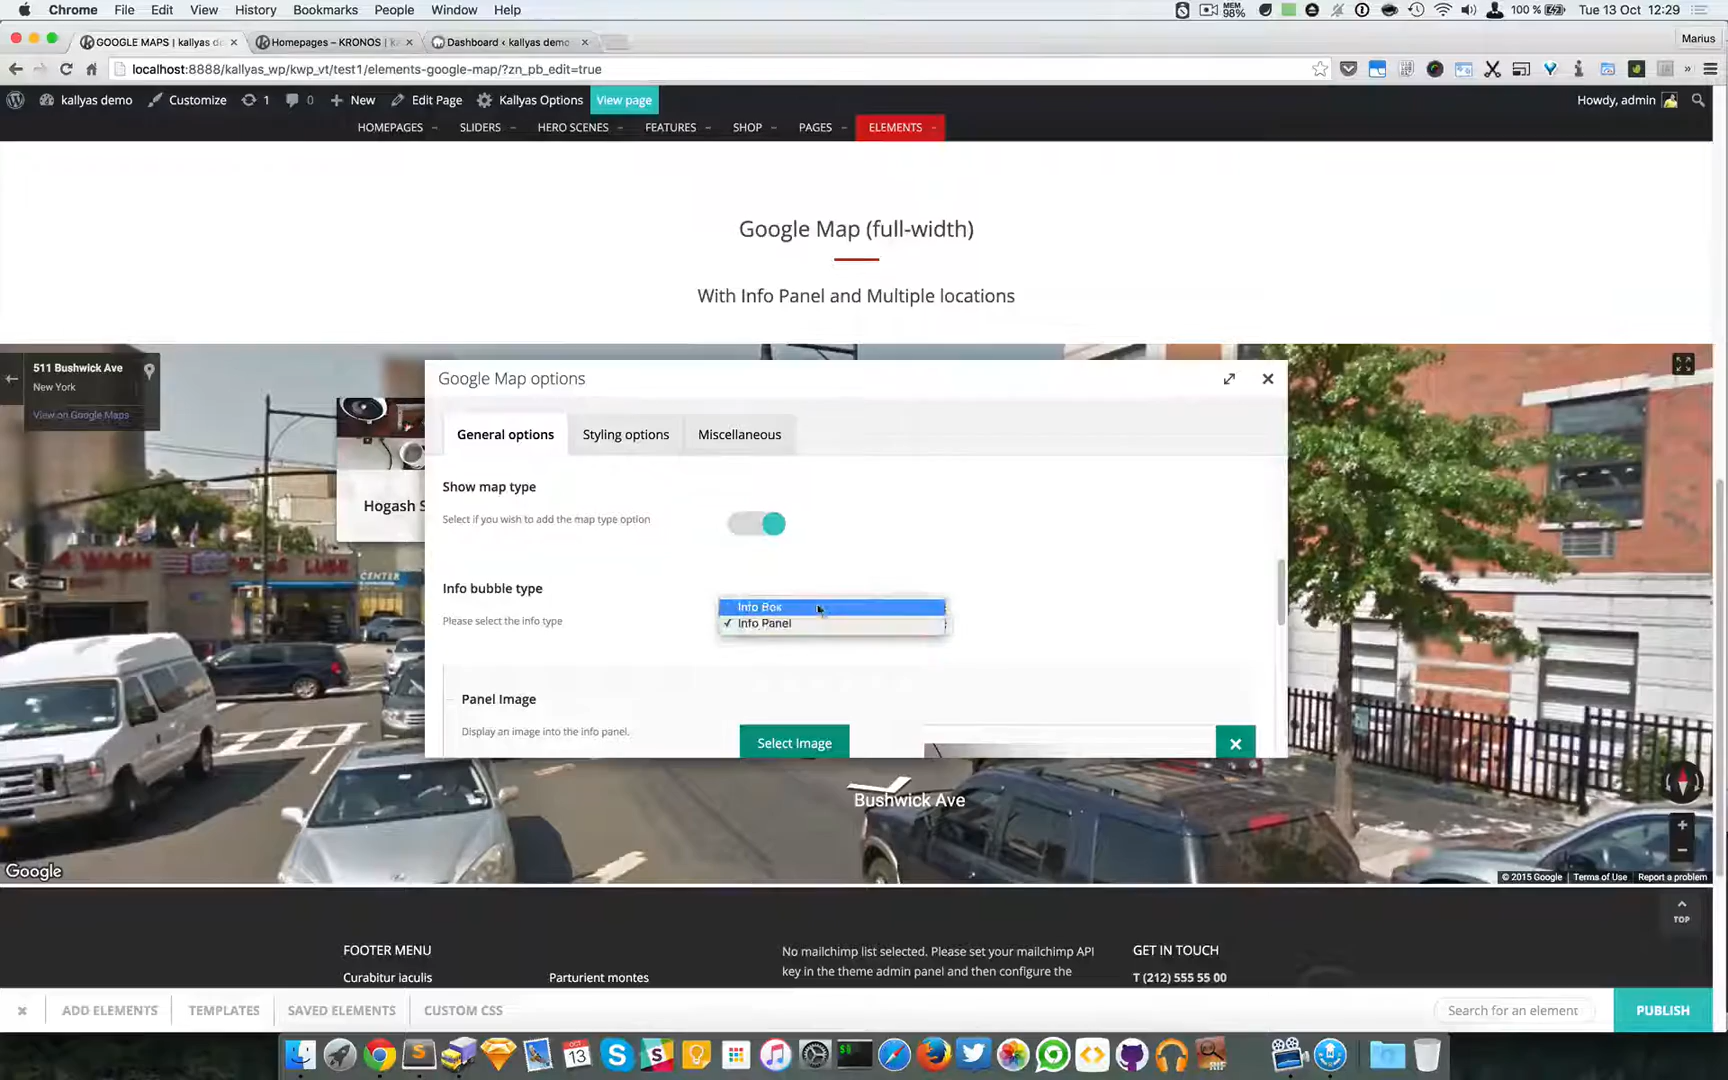 Chrome File Edit View History Bookmarks People Window Help
MEM 98% 100 % Tue 13 Oct 12:29
GOOGLE MAPS | kallyas de
Homepages – KRONOS | ka
Dashboard ‹ kallyas demo
Marius
localhost:8888/kallyas_wp/kwp_vt/test1/elements-google-map/?zn_pb_edit=true
kallyas demo Customize 1 0 New Edit Page Kallyas Options View page
Howdy, admin
HOMEPAGES SLIDERS HERO SCENES FEATURES SHOP PAGES ELEMENTS
Google Map (full-width)
With Info Panel and Multiple locations
511 Bushwick Ave
New York
View on Google Maps
Hogash S
Google Map options
General options Styling options Miscellaneous
Show map type
Select if you wish to add the map type option
Info bubble type
Please select the info type
Info Box
✓ Info Panel
Panel Image
Display an image into the info panel.
Select Image
WASH
LUBE
CENTER
Bushwick Ave
Google
© 2015 Google Terms of Use Report a problem
TOP
FOOTER MENU
Curabitur iaculis
Parturient montes
No mailchimp list selected. Please set your mailchimp API
key in the theme admin panel and then configure the
GET IN TOUCH
T (212) 555 55 00
ADD ELEMENTS TEMPLATES SAVED ELEMENTS CUSTOM CSS
Search for an element
PUBLISH
OCT
13